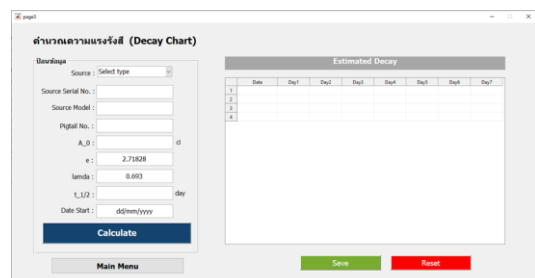 page3
คำนวณความแรงรังสี (Decay Chart)
ป้อนข้อมูล
Source : Select type
Source Serial No. :
Source Model :
Pigtail No. :
A_0 : ci
e : 2.71828
lamda : 0.693
t_1/2 : day
Date Start : dd/mm/yyyy
Calculate
Main Menu
Estimated Decay
Date Day1 Day2 Day3 Day4 Day5 Day6 Day7
1
2
3
4
Save Reset